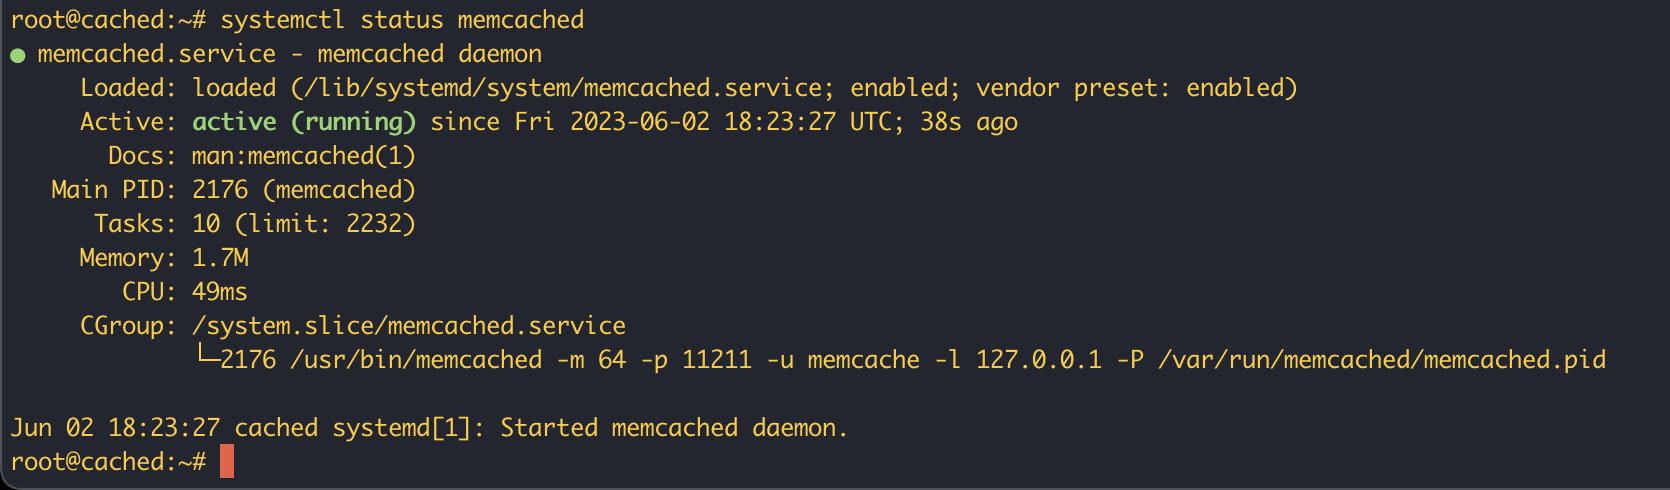 root@cached:~# systemctl status memcached
● memcached.service - memcached daemon
     Loaded: loaded (/lib/systemd/system/memcached.service; enabled; vendor preset: enabled)
     Active: active (running) since Fri 2023-06-02 18:23:27 UTC; 38s ago
       Docs: man:memcached(1)
   Main PID: 2176 (memcached)
      Tasks: 10 (limit: 2232)
     Memory: 1.7M
        CPU: 49ms
     CGroup: /system.slice/memcached.service
             └─2176 /usr/bin/memcached -m 64 -p 11211 -u memcache -l 127.0.0.1 -P /var/run/memcached/memcached.pid

Jun 02 18:23:27 cached systemd[1]: Started memcached daemon.
root@cached:~#